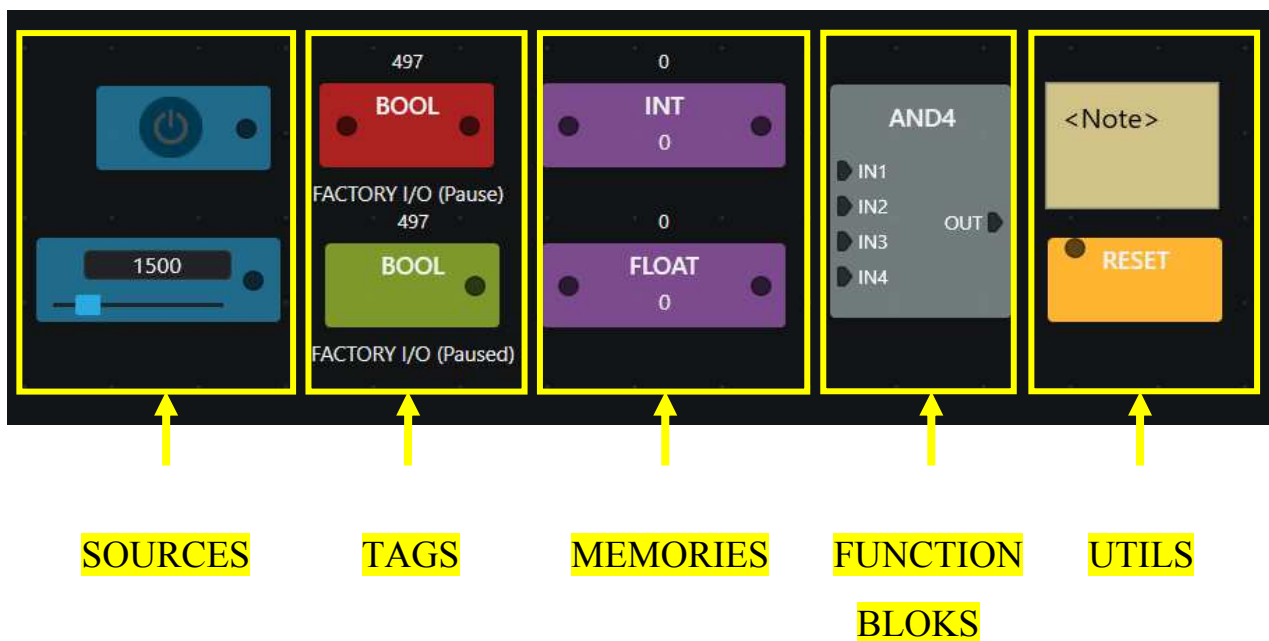 1500
497
BOOL
FACTORY I/O (Pause)
497
BOOL
FACTORY I/O (Paused)
0
INT
0
0
FLOAT
0
AND4
IN1
IN2
IN3
IN4
OUT
<Note>
RESET
SOURCES
TAGS
MEMORIES
FUNCTION
BLOKS
UTILS